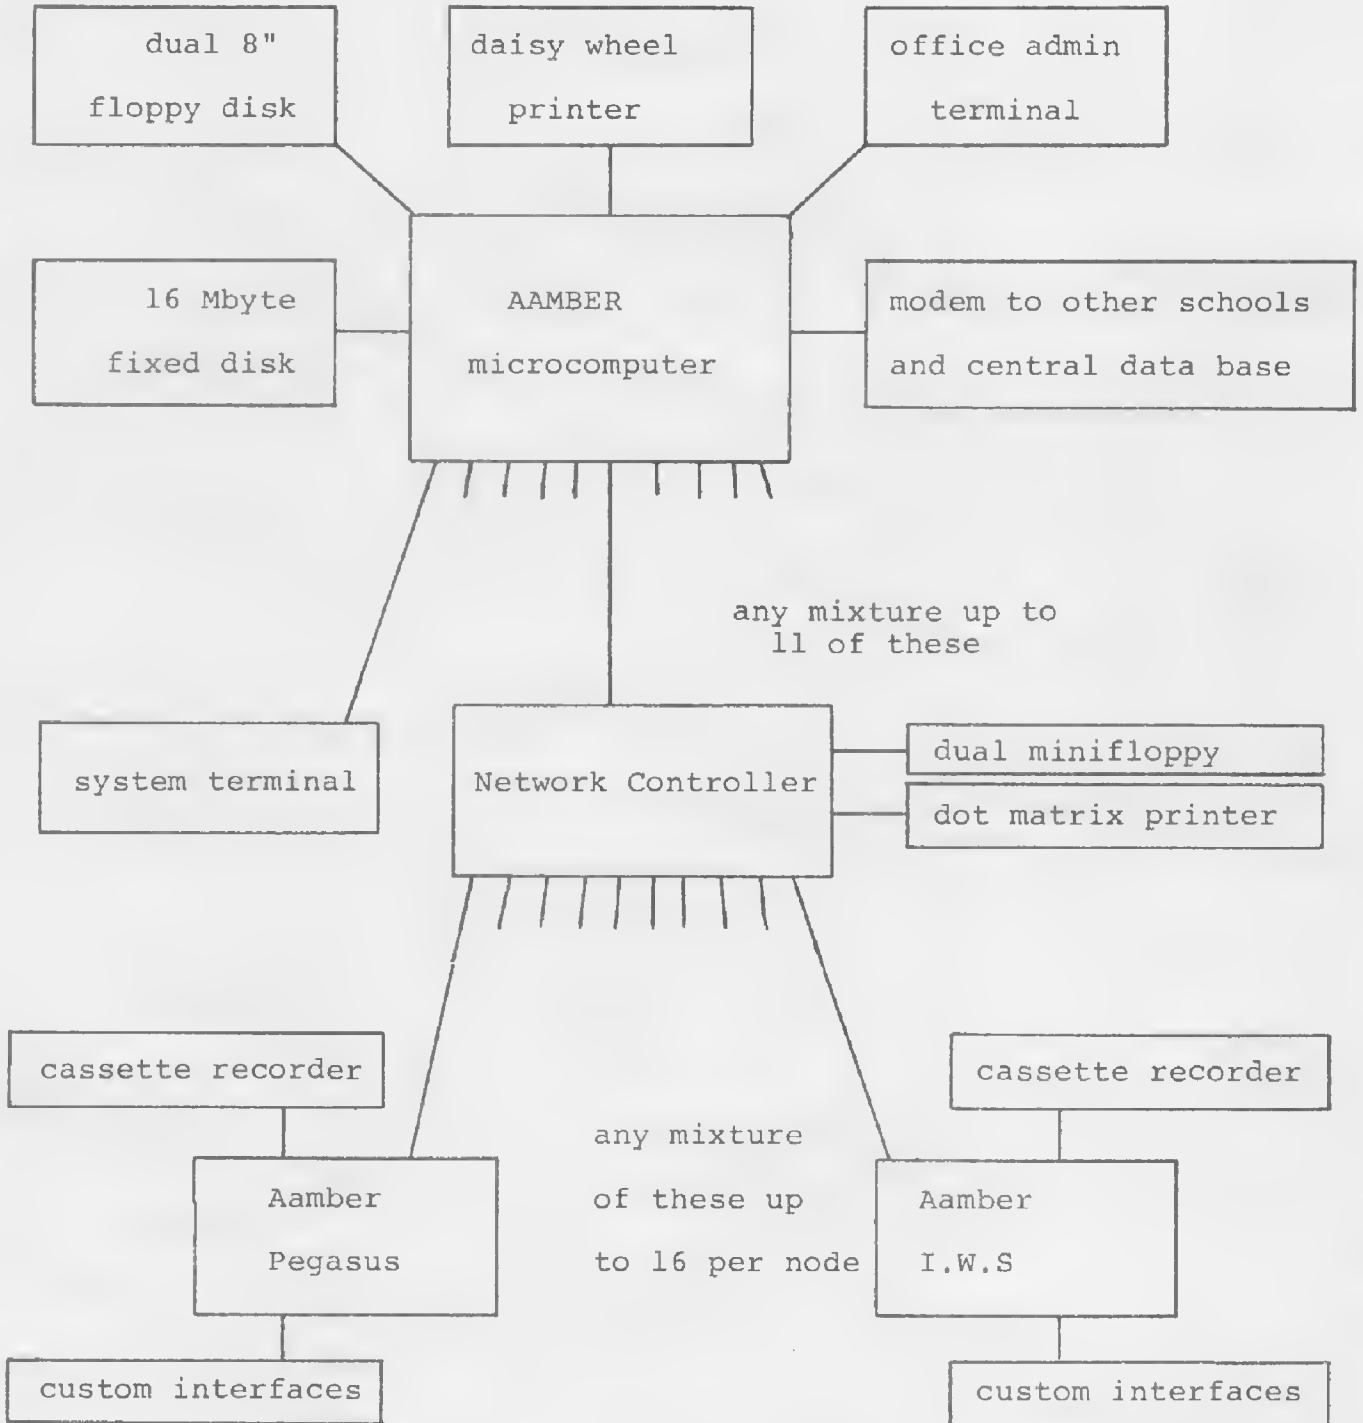 dual 8"
floppy disk
daisy wheel
printer
office admin
terminal
16 Mbyte
fixed disk
AAMBER
microcomputer
modem to other schools
and central data base
any mixture up to
11 of these
system terminal
Network Controller
dual minifloppy
dot matrix printer
cassette recorder
cassette recorder
Aamber
Pegasus
any mixture
of these up
to 16 per node
Aamber
I.W.S
custom interfaces
custom interfaces